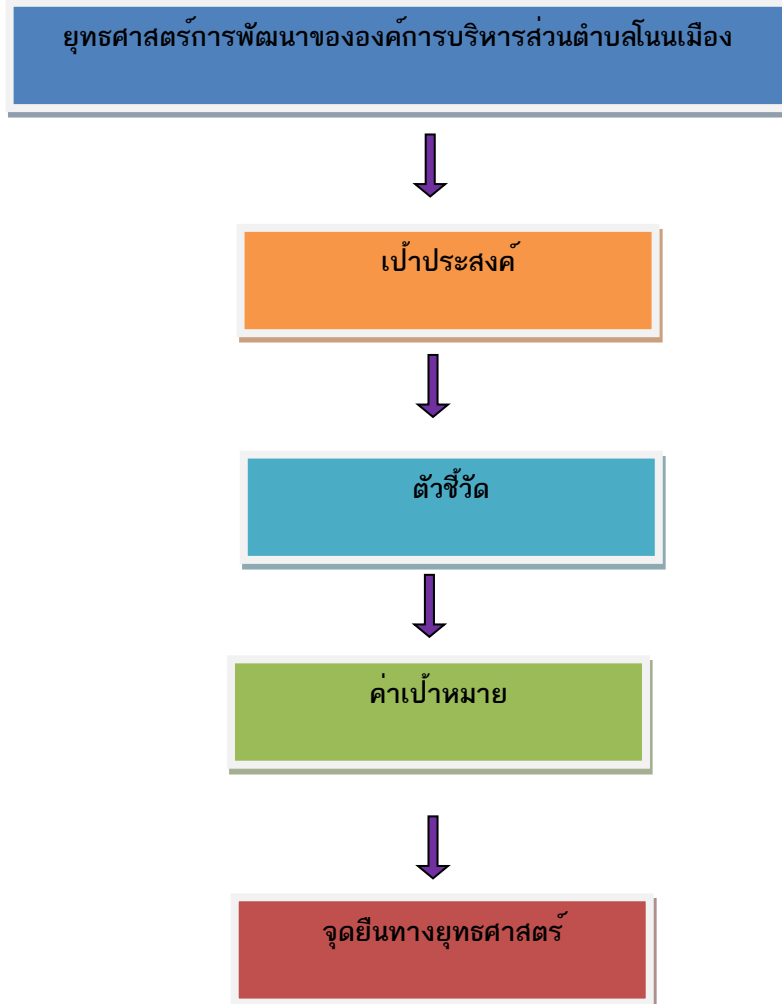 ยุทธศาสตร์การพัฒนาขององค์การบริหารส่วนตำบลโนนเมือง
เป้าประสงค์
ตัวชี้วัด
ค่าเป้าหมาย
จุดยืนทางยุทธศาสตร์